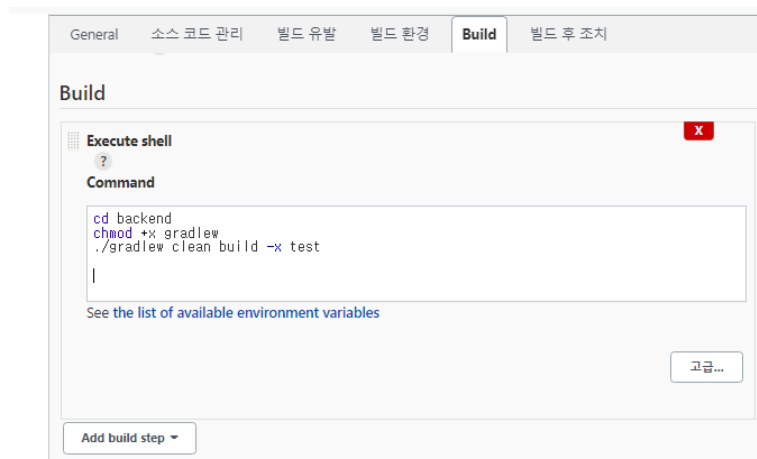 General 소스 코드 관리 빌드 유발 빌드 환경 Build 빌드 후 조치
Build
X
Execute shell
?
Command
cd backend
chmod +x gradlew
./gradlew clean build -x test
See the list of available environment variables
고급...
Add build step